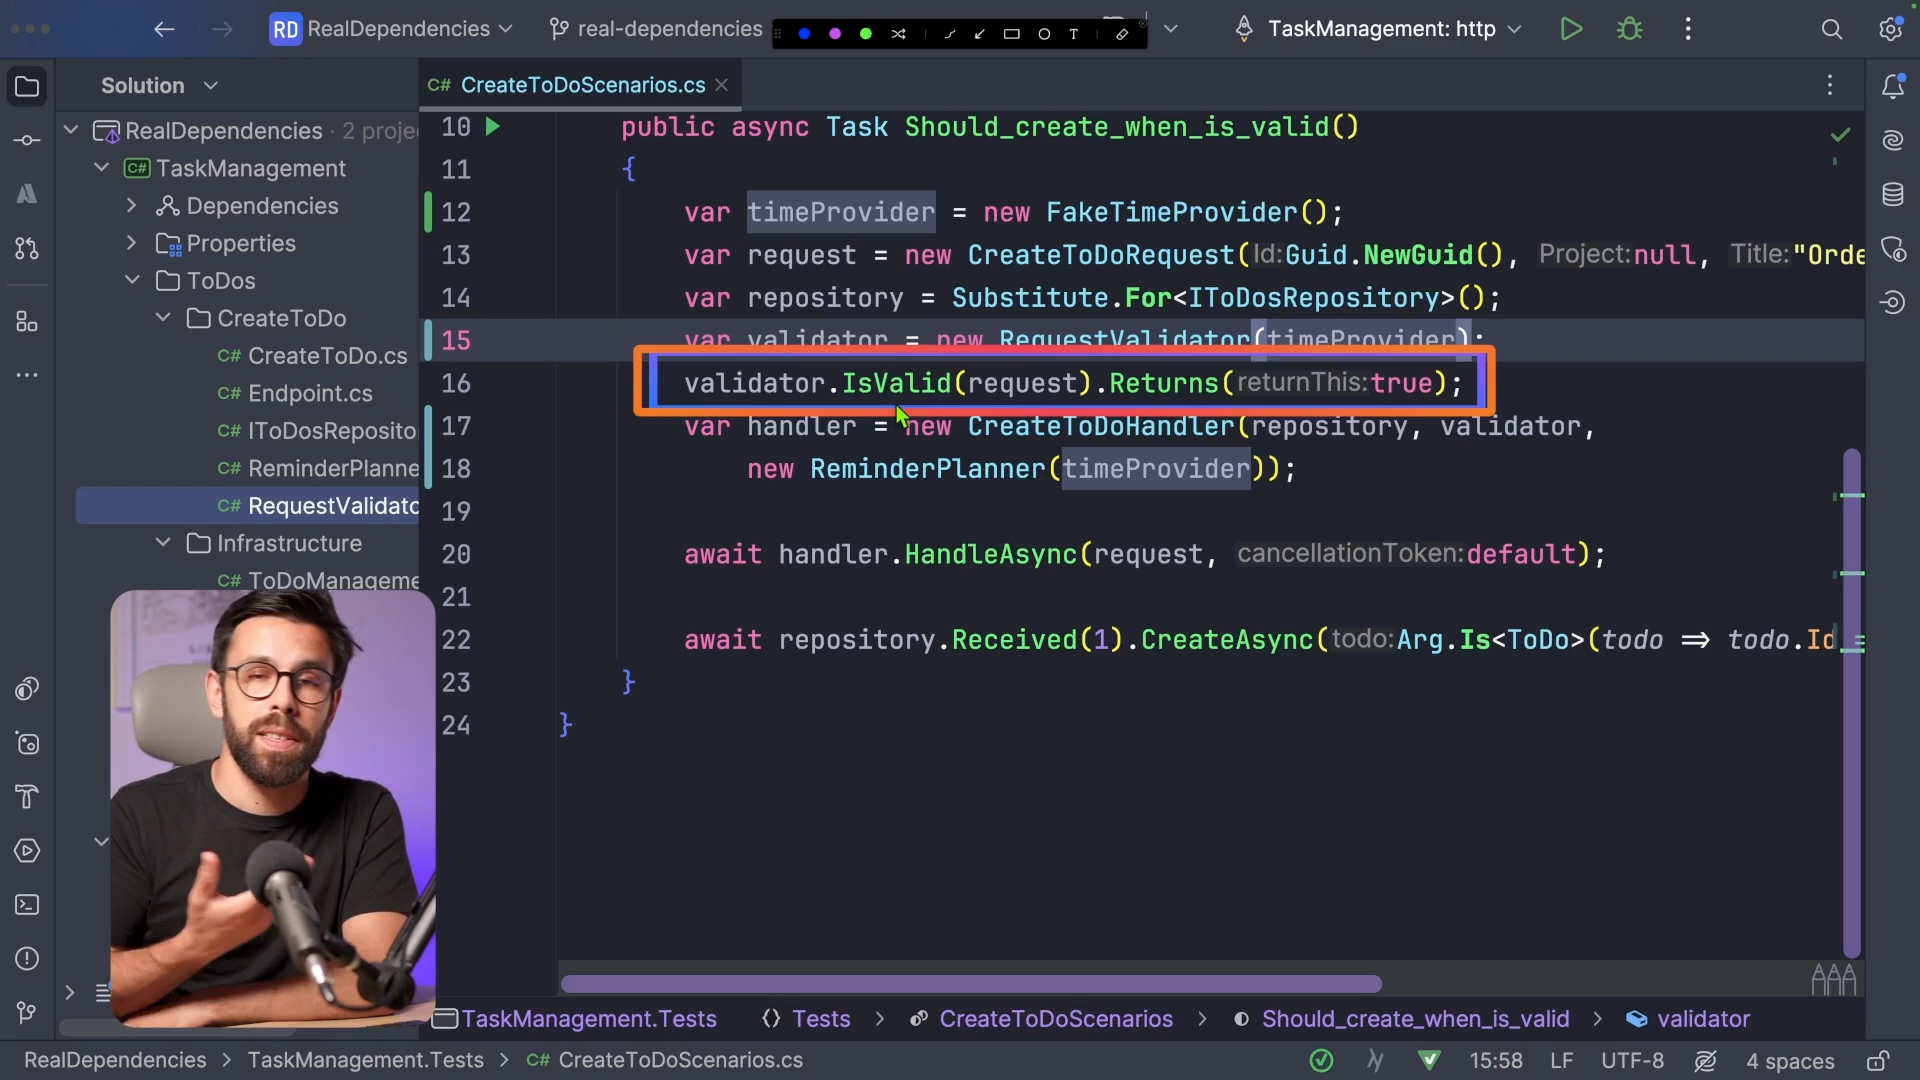 RD RealDependencies
real-dependencies
TaskManagement: http
Solution
C# CreateToDoScenarios.cs
RealDependencies · 2 proje
C# TaskManagement
Dependencies
Properties
ToDos
CreateToDo
C# CreateToDo.cs
C# Endpoint.cs
C# IToDosReposito
C# ReminderPlanne
C# RequestValidato
Infrastructure
C# ToDoManageme
10 public async Task Should_create_when_is_valid()
11 {
12 var timeProvider = new FakeTimeProvider();
13 var request = new CreateToDoRequest(Id:Guid.NewGuid(), Project:null, Title:"Orde
14 var repository = Substitute.For<IToDosRepository>();
15 var validator = new RequestValidator(timeProvider);
16 validator.IsValid(request).Returns(returnThis:true);
17 var handler = new CreateToDoHandler(repository, validator,
18 new ReminderPlanner(timeProvider));
19
20 await handler.HandleAsync(request, cancellationToken:default);
21
22 await repository.Received(1).CreateAsync(todo:Arg.Is<ToDo>(todo => todo.Id =
23 }
24 }
TaskManagement.Tests {} Tests > CreateToDoScenarios > Should_create_when_is_valid > validator
RealDependencies > TaskManagement.Tests > C# CreateToDoScenarios.cs
15:58 LF UTF-8 4 spaces